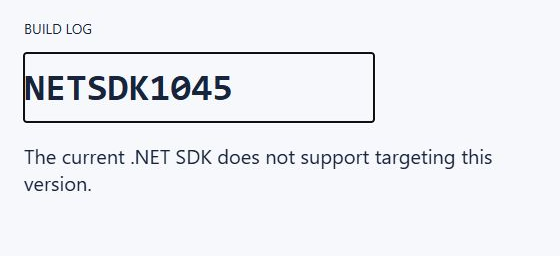 BUILD LOG
NETSDK1045
The current .NET SDK does not support targeting this
version.